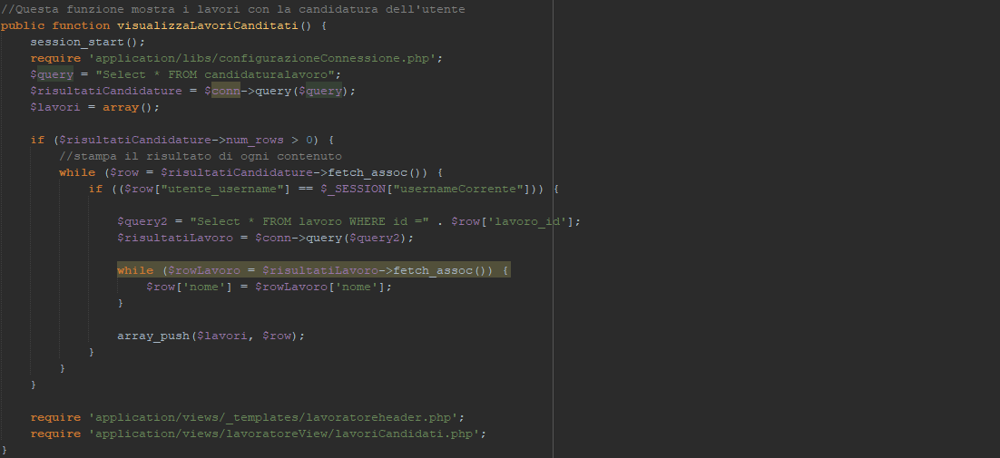 //Questa funzione mostra i lavori con la candidatura dell'utente
public function visualizzaLavoriCanditati() {
session_start();
require 'application/libs/configurazioneConnessione.php';
$query = "Select * FROM candidaturalavoro";
$risultatiCandidature = $conn->query($query);
$lavori = array();
if ($risultatiCandidature->num_rows > 0) {
//stampa il risultato di ogni contenuto
while ($row = $risultatiCandidature->fetch_assoc()) {
if (($row["utente_username"] == $_SESSION["usernameCorrente"])) {
$query2 = "Select * FROM lavoro WHERE id =" . $row['lavoro_id'];
$risultatiLavoro = $conn->query($query2);
while ($rowLavoro = $risultatiLavoro->fetch_assoc()) {
$row['nome'] = $rowLavoro['nome'];
}
array_push($lavori, $row);
}
}
}
require 'application/views/_templates/lavoratoreheader.php';
require 'application/views/lavoratoreView/lavoriCandidati.php';
}